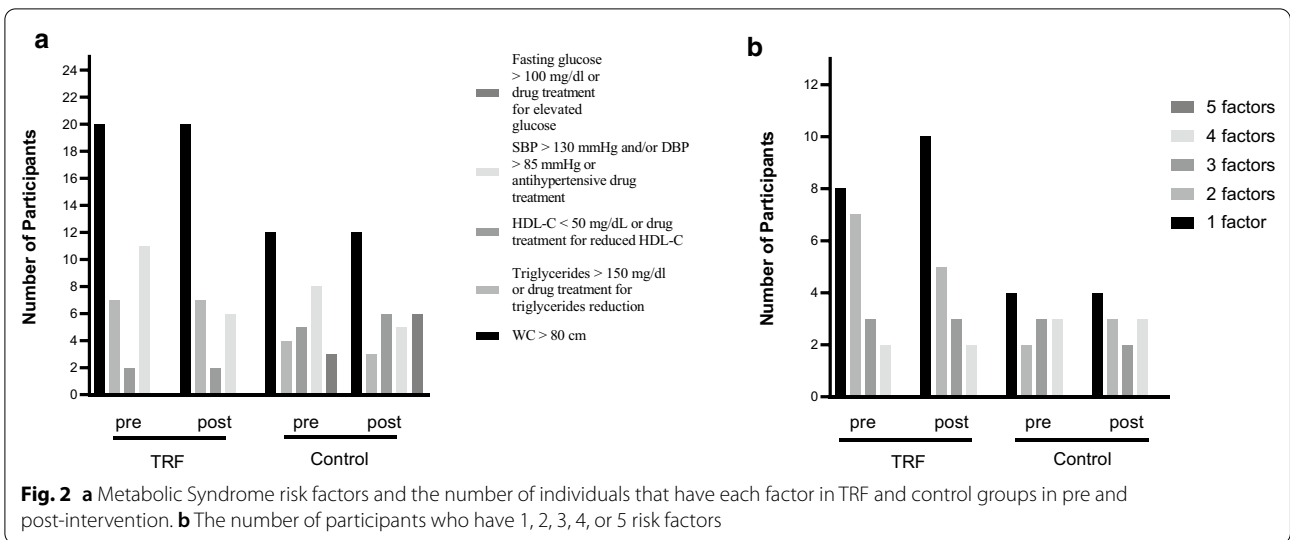 a
24
22
20
18
16
14
12
10
8
6
4
2
0
Number of Participants
pre
post
pre
post
TRF
Control
Fasting glucose
> 100 mg/dl or
drug treatment
for elevated
glucose
SBP > 130 mmHg and/or DBP
> 85 mmHg or
antihypertensive drug
treatment
HDL-C < 50 mg/dL or drug
treatment for reduced HDL-C
Triglycerides > 150 mg/dl
or drug treatment for
triglycerides reduction
WC > 80 cm
b
12
10
8
6
4
2
0
Number of Participants
pre
post
pre
post
TRF
Control
5 factors
4 factors
3 factors
2 factors
1 factor
Fig. 2 a Metabolic Syndrome risk factors and the number of individuals that have each factor in TRF and control groups in pre and
post-intervention. b The number of participants who have 1, 2, 3, 4, or 5 risk factors